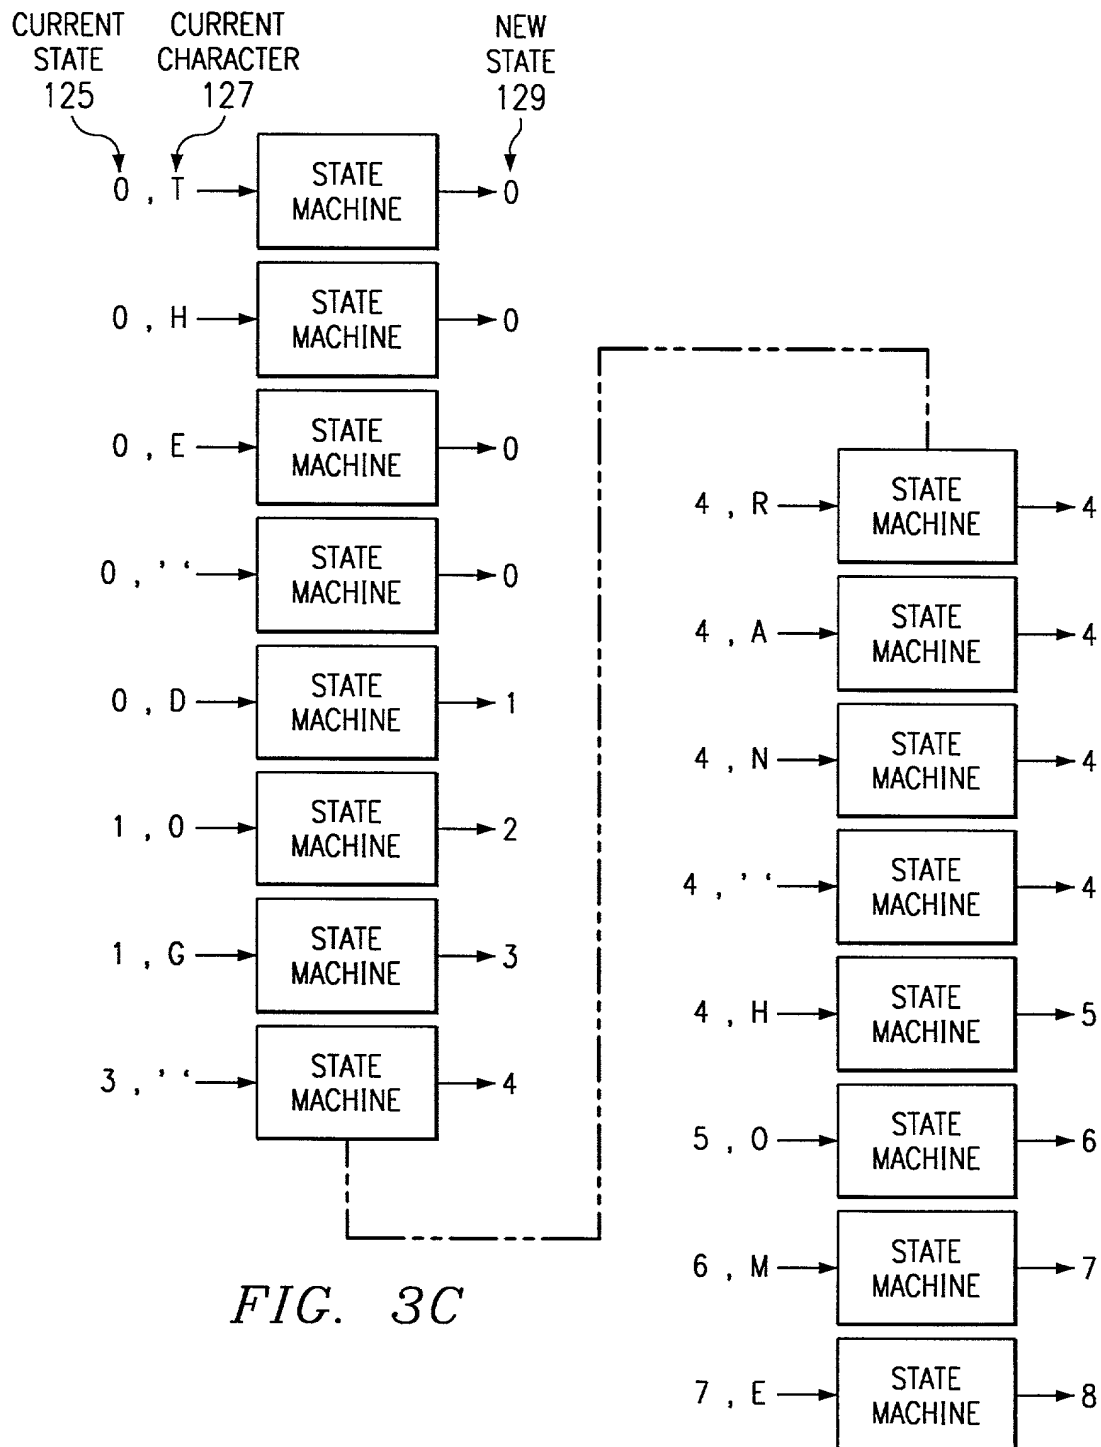 CURRENT STATE 125
CURRENT CHARACTER 127
NEW STATE 129
0 , T STATE MACHINE 0
0 , H STATE MACHINE 0
0 , E STATE MACHINE 0
0 , ’ ‘ STATE MACHINE 0
0 , D STATE MACHINE 1
1 , O STATE MACHINE 2
1 , G STATE MACHINE 3
3 , ’ ‘ STATE MACHINE 4
4 , R STATE MACHINE 4
4 , A STATE MACHINE 4
4 , N STATE MACHINE 4
4 , ’ ‘ STATE MACHINE 4
4 , H STATE MACHINE 5
5 , O STATE MACHINE 6
6 , M STATE MACHINE 7
7 , E STATE MACHINE 8
FIG. 3C